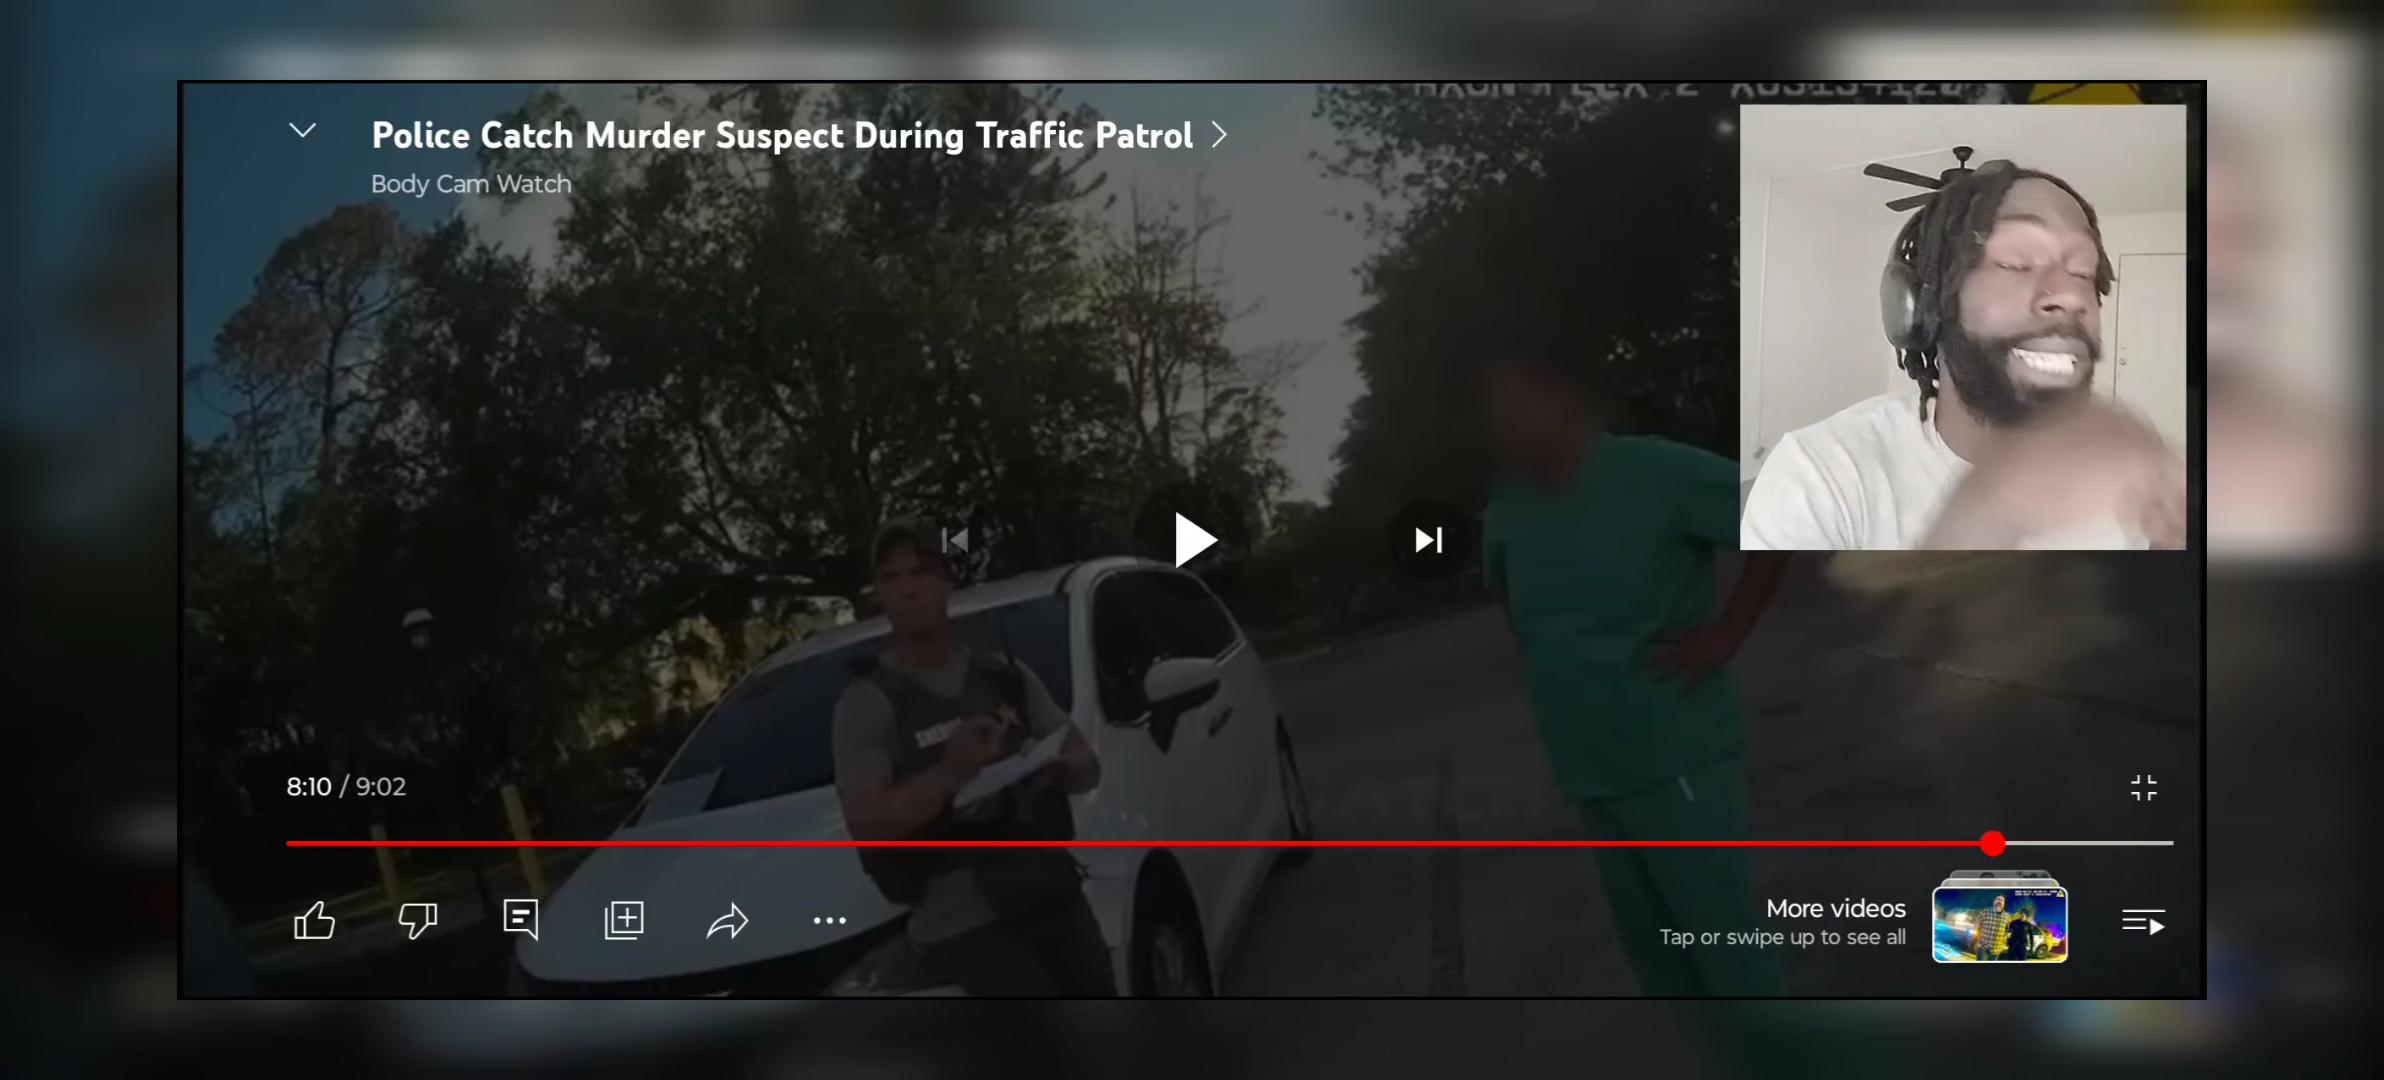 Police Catch Murder Suspect During Traffic Patrol
Body Cam Watch
8:10 / 9:02
More videos
Tap or swipe up to see all